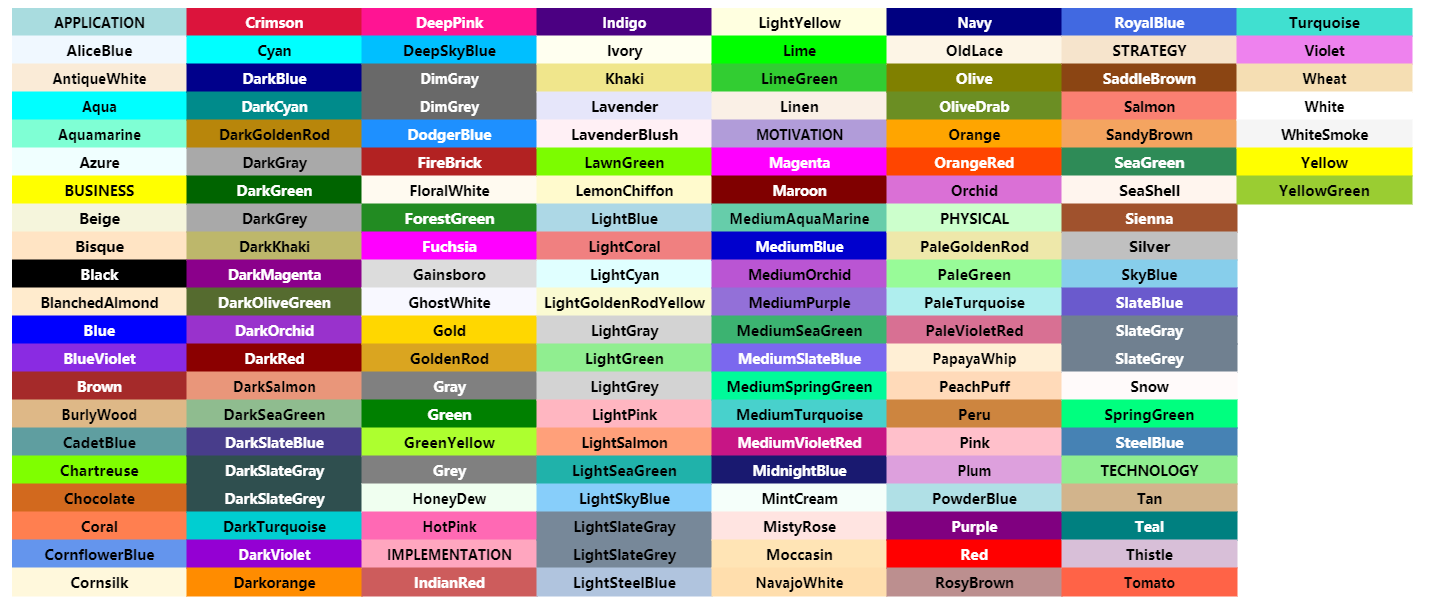 APPLICATION Crimson DeepPink Indigo LightYellow Navy RoyalBlue Turquoise
AliceBlue Cyan DeepSkyBlue Ivory Lime OldLace STRATEGY Violet
AntiqueWhite DarkBlue DimGray Khaki LimeGreen Olive SaddleBrown Wheat
Aqua DarkCyan DimGrey Lavender Linen OliveDrab Salmon White
Aquamarine DarkGoldenRod DodgerBlue LavenderBlush MOTIVATION Orange SandyBrown WhiteSmoke
Azure DarkGray FireBrick LawnGreen Magenta OrangeRed SeaGreen Yellow
BUSINESS DarkGreen FloralWhite LemonChiffon Maroon Orchid SeaShell YellowGreen
Beige DarkGrey ForestGreen LightBlue MediumAquaMarine PHYSICAL Sienna
Bisque DarkKhaki Fuchsia LightCoral MediumBlue PaleGoldenRod Silver
Black DarkMagenta Gainsboro LightCyan MediumOrchid PaleGreen SkyBlue
BlanchedAlmond DarkOliveGreen GhostWhite LightGoldenRodYellow MediumPurple PaleTurquoise SlateBlue
Blue DarkOrchid Gold LightGray MediumSeaGreen PaleVioletRed SlateGray
BlueViolet DarkRed GoldenRod LightGreen MediumSlateBlue PapayaWhip SlateGrey
Brown DarkSalmon Gray LightGrey MediumSpringGreen PeachPuff Snow
BurlyWood DarkSeaGreen Green LightPink MediumTurquoise Peru SpringGreen
CadetBlue DarkSlateBlue GreenYellow LightSalmon MediumVioletRed Pink SteelBlue
Chartreuse DarkSlateGray Grey LightSeaGreen MidnightBlue Plum TECHNOLOGY
Chocolate DarkSlateGrey HoneyDew LightSkyBlue MintCream PowderBlue Tan
Coral DarkTurquoise HotPink LightSlateGray MistyRose Purple Teal
CornflowerBlue DarkViolet IMPLEMENTATION LightSlateGrey Moccasin Red Thistle
Cornsilk Darkorange IndianRed LightSteelBlue NavajoWhite RosyBrown Tomato